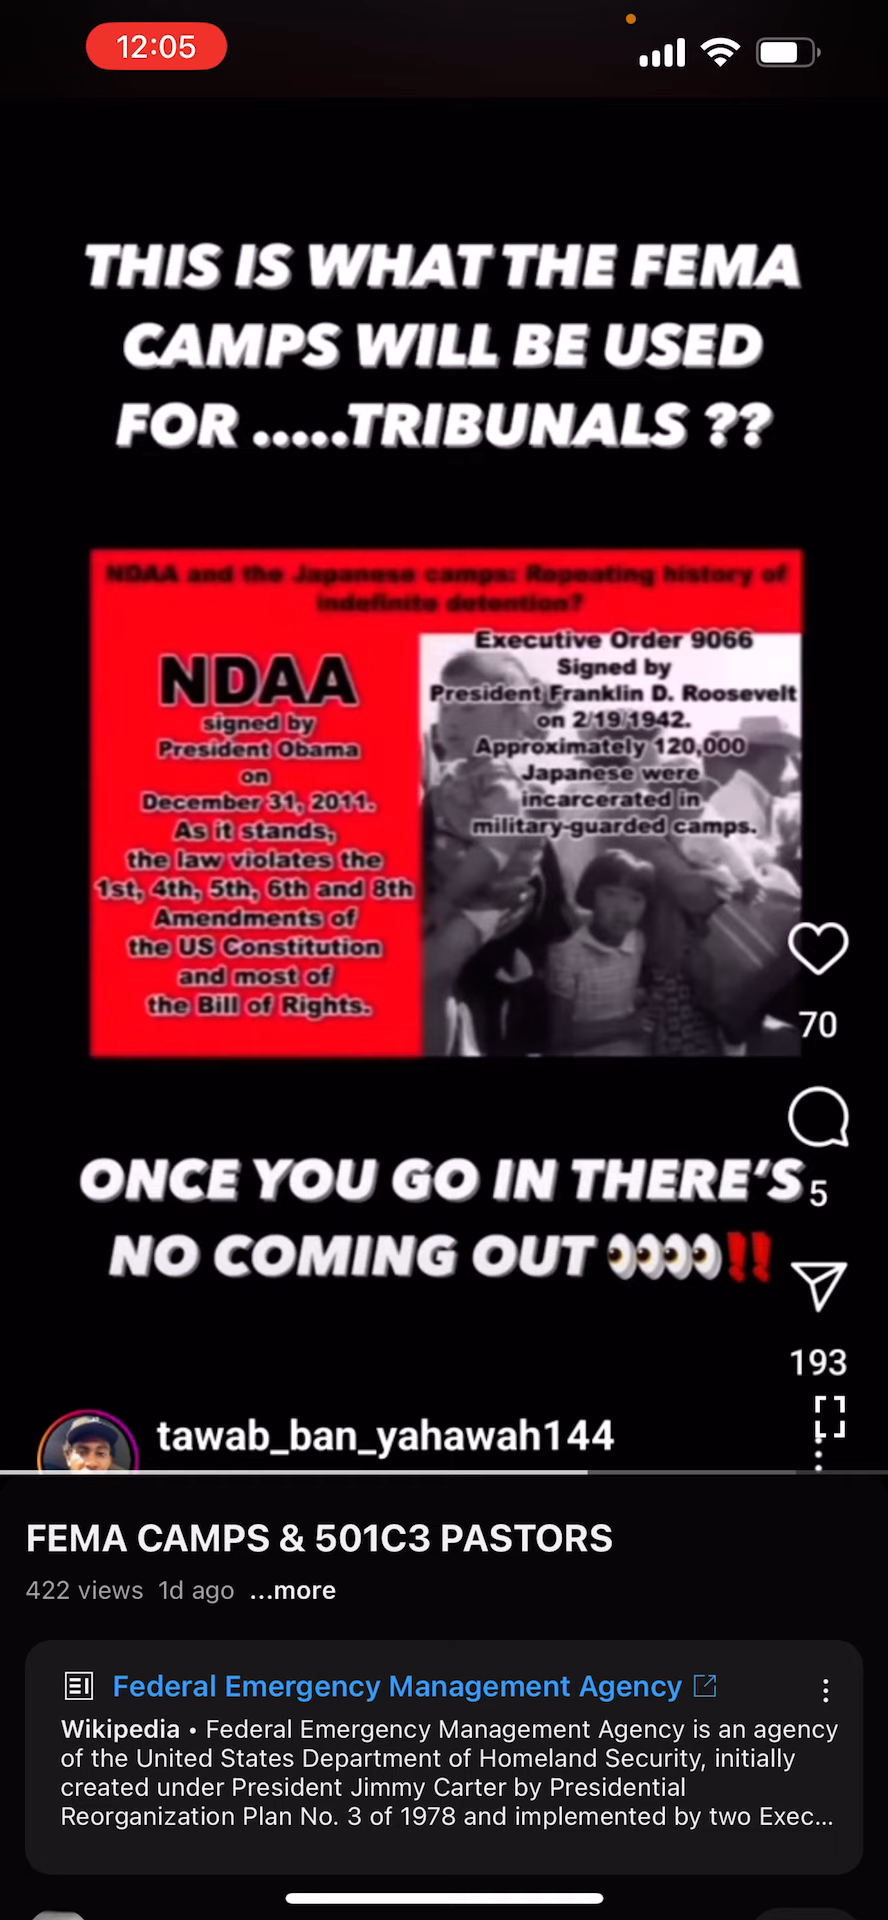 12:05
THIS IS WHAT THE FEMA
CAMPS WILL BE USED
FOR .....TRIBUNALS ??
NDAA and the Japanese camps: Repeating history of
indefinite detention?
NDAA
signed by
President Obama
on
December 31, 2011.
As it stands,
the law violates the
1st, 4th, 5th, 6th and 8th
Amendments of
the US Constitution
and most of
the Bill of Rights.
Executive Order 9066
Signed by
President Franklin D. Roosevelt
on 2/19/1942.
Approximately 120,000
Japanese were
incarcerated in
military-guarded camps.
70
ONCE YOU GO IN THERE'S
NO COMING OUT 👀👀‼️
5
193
tawab_ban_yahawah144
FEMA CAMPS & 501C3 PASTORS
422 views 1d ago ...more
Federal Emergency Management Agency
Wikipedia • Federal Emergency Management Agency is an agency
of the United States Department of Homeland Security, initially
created under President Jimmy Carter by Presidential
Reorganization Plan No. 3 of 1978 and implemented by two Exec...